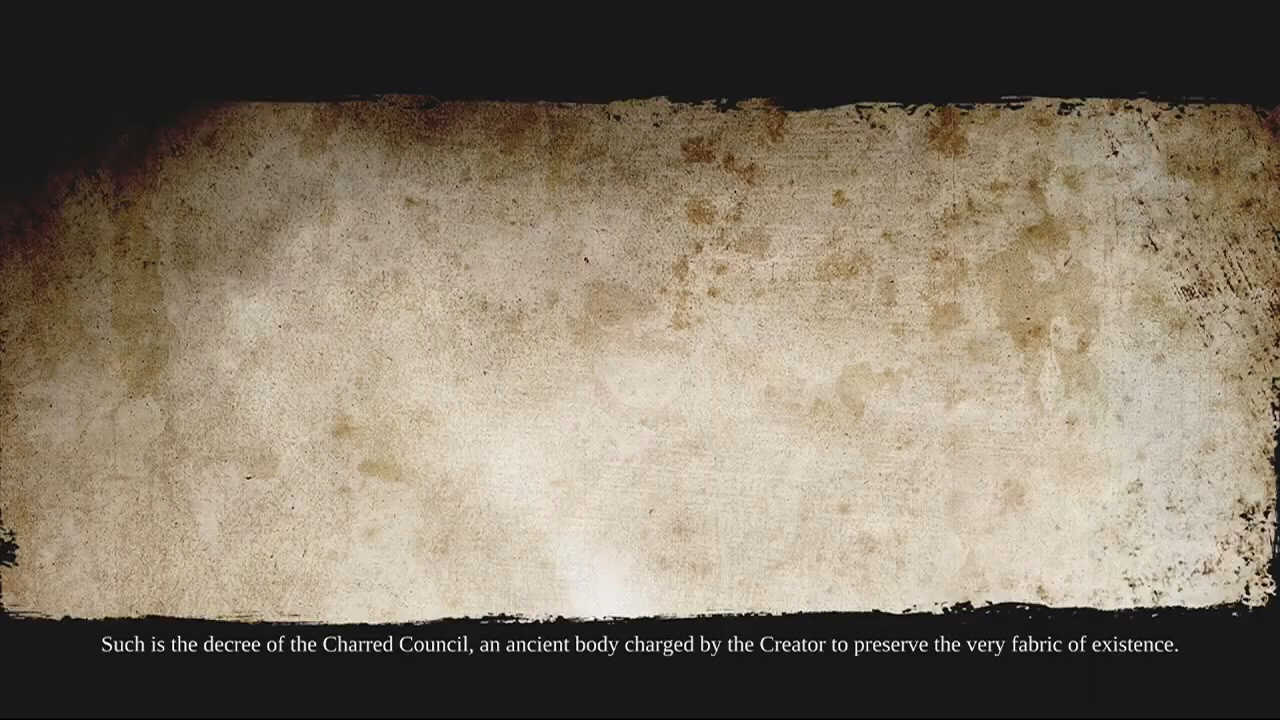 Such is the decree of the Charred Council, an ancient body charged by the Creator to preserve the very fabric of existence.